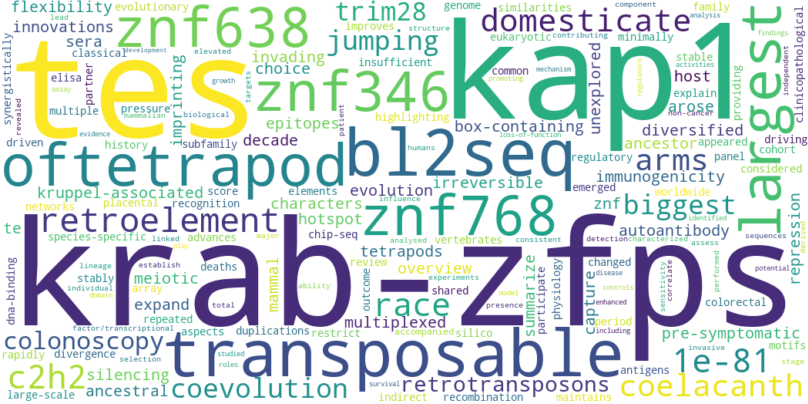 flexibility
evolutionary
znf638
trim28
genome
similarities
family
component
analysis
innovations
lead
improves
eukaryotic
contributing
minimally
domesticate
synergistically
classical
development
elevated
mechanism
structure
sera
jumping
invading
choice
insufficient
common
activities
stable
findings
tes
kap1
largest
elisa
partner
growth
targets
imprinting
znf346
unexplored
host
explain
arose
regulators
promoting
independent
clinicopathological
assay
revealed
mammalian
biological
highlighting
providing
non-cancer
multiple
pressure
epitopes
box-containing
diversified
driving
evidence
patient
loss-of-function
ancestor
appeared
driven
history
subfamily
decade
bl2seq
regulatory
panel
cohort
humans
arms
considered
oftetrapod
networks
placental
score
elements
influence
evolution
emerged
immunogenicity
worldwide
kruppel-associated
recognition
irreversible
znf
biggest
repression
te
retroelement
characters
hotspot
znf768
autoantibody
species-specific
linked
advances
chip-seq
tetrapods
vertebrates
consistent
identified
detection
characterized
sequences
derived
lineage
major
play
review
overview
analysed
changed
assess
performed
dna-binding
krab-zfps
stably
establish
deaths
mammal
outcome
shared
experiments
physiology
disease
controls
sensitivity
correlate
colorectal
individual
domain
meiotic
ability
race
summarize
participate
capture
model
enhanced
presence
potential
array
expand
total
multiplexed
period
including
repeated
factor/transcriptional
accompanied
silico
pre-symptomatic
colonoscopy
aspects
duplications
restrict
rapidly
divergence
selection
studied
roles
transposable
1e-81
motifs
antigens
invasive
c2h2
silencing
coevolution
retrotransposons
coelacanth
stage
large-scale
ancestral
survival
indirect
recombination
maintains